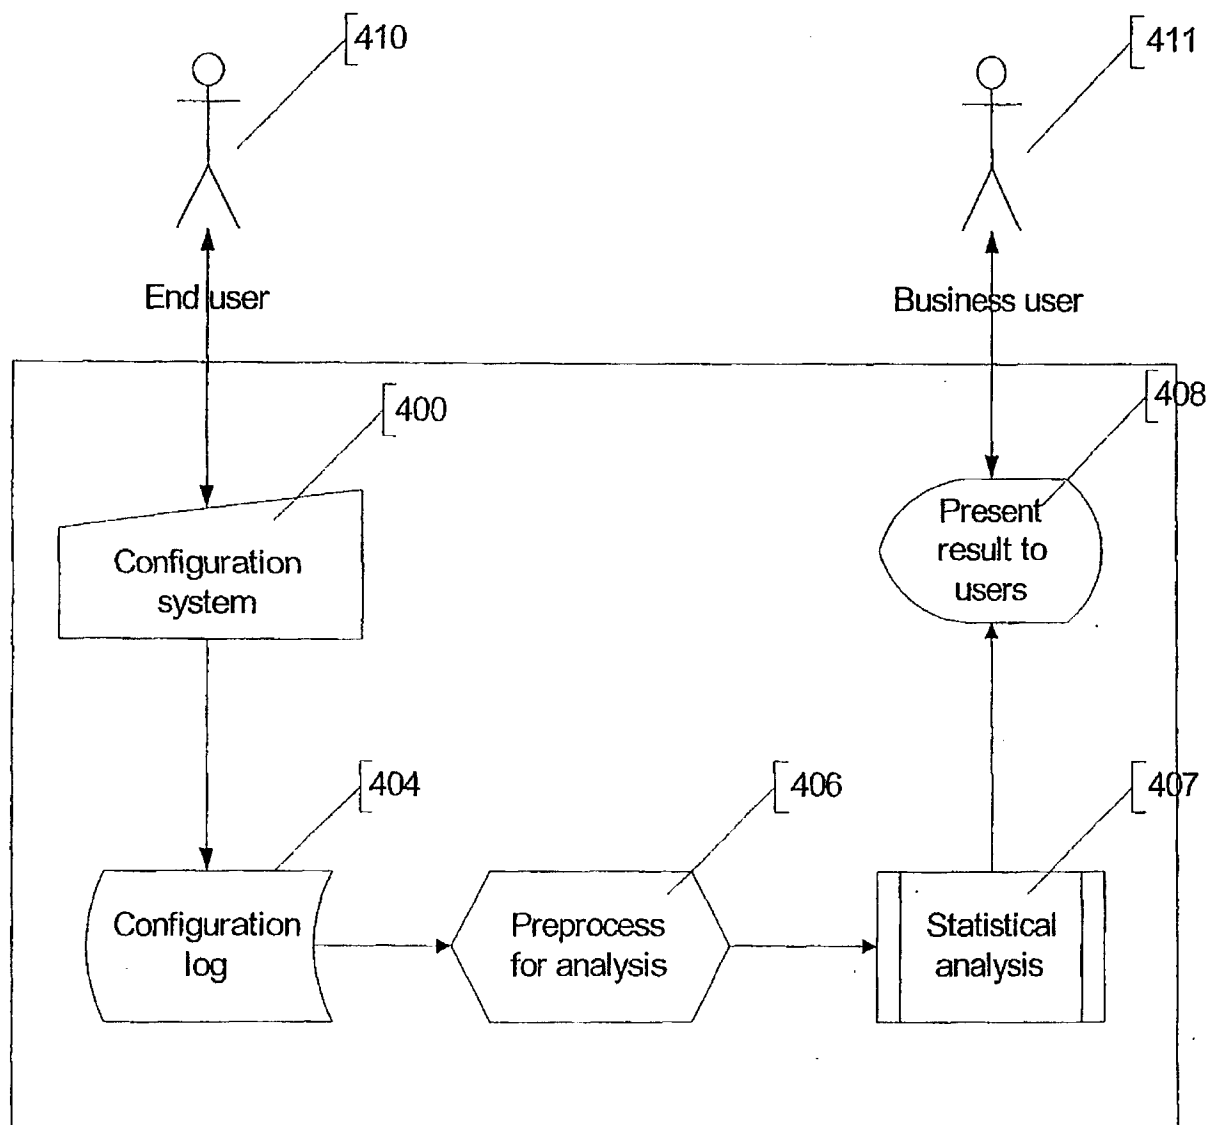 410
411
End user
Business user
400
408
Configuration
system
Present
result to
users
404
406
407
Configuration
log
Preprocess
for analysis
Statistical
analysis